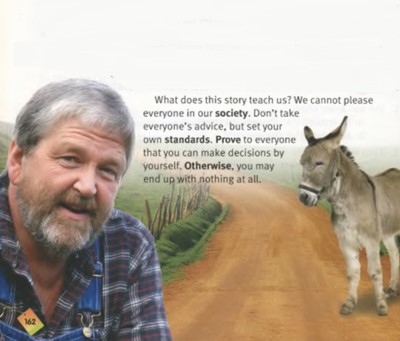 What does this story teach us? We cannot please
everyone in our society. Don't take
everyone's advice, but set your
own standards. Prove to everyone
that you can make decisions by
yourself. Otherwise, you may
end up with nothing at all.
162